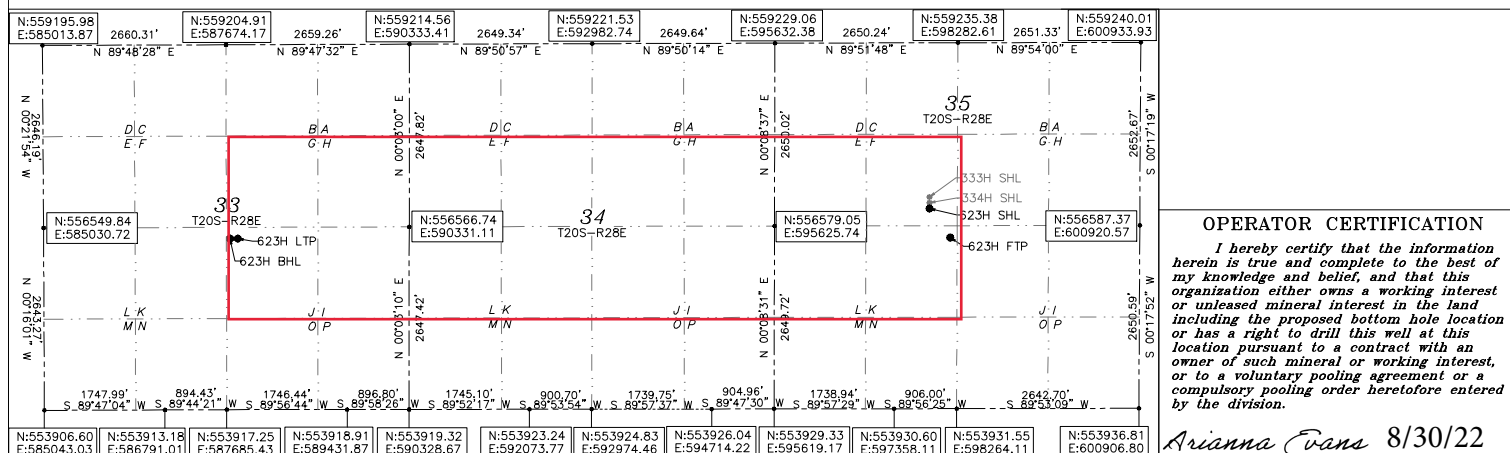 N:559195.98
E:585013.87
2660.31'
N 89°48'28" E
N:559204.91
E:587674.17
2659.26'
N 89°47'32" E
N:559214.56
E:590333.41
2649.34'
N 89°50'57" E
N:559221.53
E:592982.74
2649.64'
N 89°50'14" E
N:559229.06
E:595632.38
2650.24'
N 89°51'48" E
N:559235.38
E:598282.61
2651.33'
N 89°54'00" E
N:559240.01
E:600933.93
N 00°21'54" W
2646.19'
N 00°03'00" E
2647.82'
N 00°08'37" E
2650.02'
2652.67'
S 00°17'19" W
35
T20S-R28E
D C
E F
B A
G H
D C
E F
B A
G H
D C
E F
B A
G H
333H SHL
334H SHL
623H SHL
33
T20S-R28E
34
T20S-R28E
N:556549.84
E:585030.72
N:556566.74
E:590331.11
N:556579.05
E:595625.74
N:556587.37
E:600920.57
623H LTP
623H BHL
623H FTP
2643.27'
N 00°03'10" E
2647.42'
N 00°08'31" E
2649.72'
2650.59'
S 00°17'52" W
L K
M N
J I
O P
L K
M N
J I
O P
L K
M N
J I
O P
1747.99'
S 89°47'04" W
894.43'
S 89°44'21" W
1746.44'
S 89°56'44" W
896.80'
S 89°58'26" W
1745.10'
S 89°52'17" W
900.70'
S 89°53'54" W
1739.75'
S 89°57'37" W
904.96'
S 89°47'30" W
1738.94'
S 89°57'29" W
906.00'
S 89°56'25" W
2642.70'
S 89°53'09" W
N:553906.60
E:585043.03
N:553913.18
E:586791.01
N:553917.25
E:587685.43
N:553918.91
E:589431.87
N:553919.32
E:590328.67
N:553923.24
E:592073.77
N:553924.83
E:592974.46
N:553926.04
E:594714.22
N:553929.33
E:595619.17
N:553930.60
E:597358.11
N:553931.55
E:598264.11
N:553936.81
E:600906.80
OPERATOR CERTIFICATION
I hereby certify that the information
herein is true and complete to the best of
my knowledge and belief, and that this
organization either owns a working interest
or unleased mineral interest in the land
including the proposed bottom hole location
or has a right to drill this well at this
location pursuant to a contract with an
owner of such mineral or working interest,
or to a voluntary pooling agreement or a
compulsory pooling order heretofore entered
by the division.
Arianna Evans 8/30/22